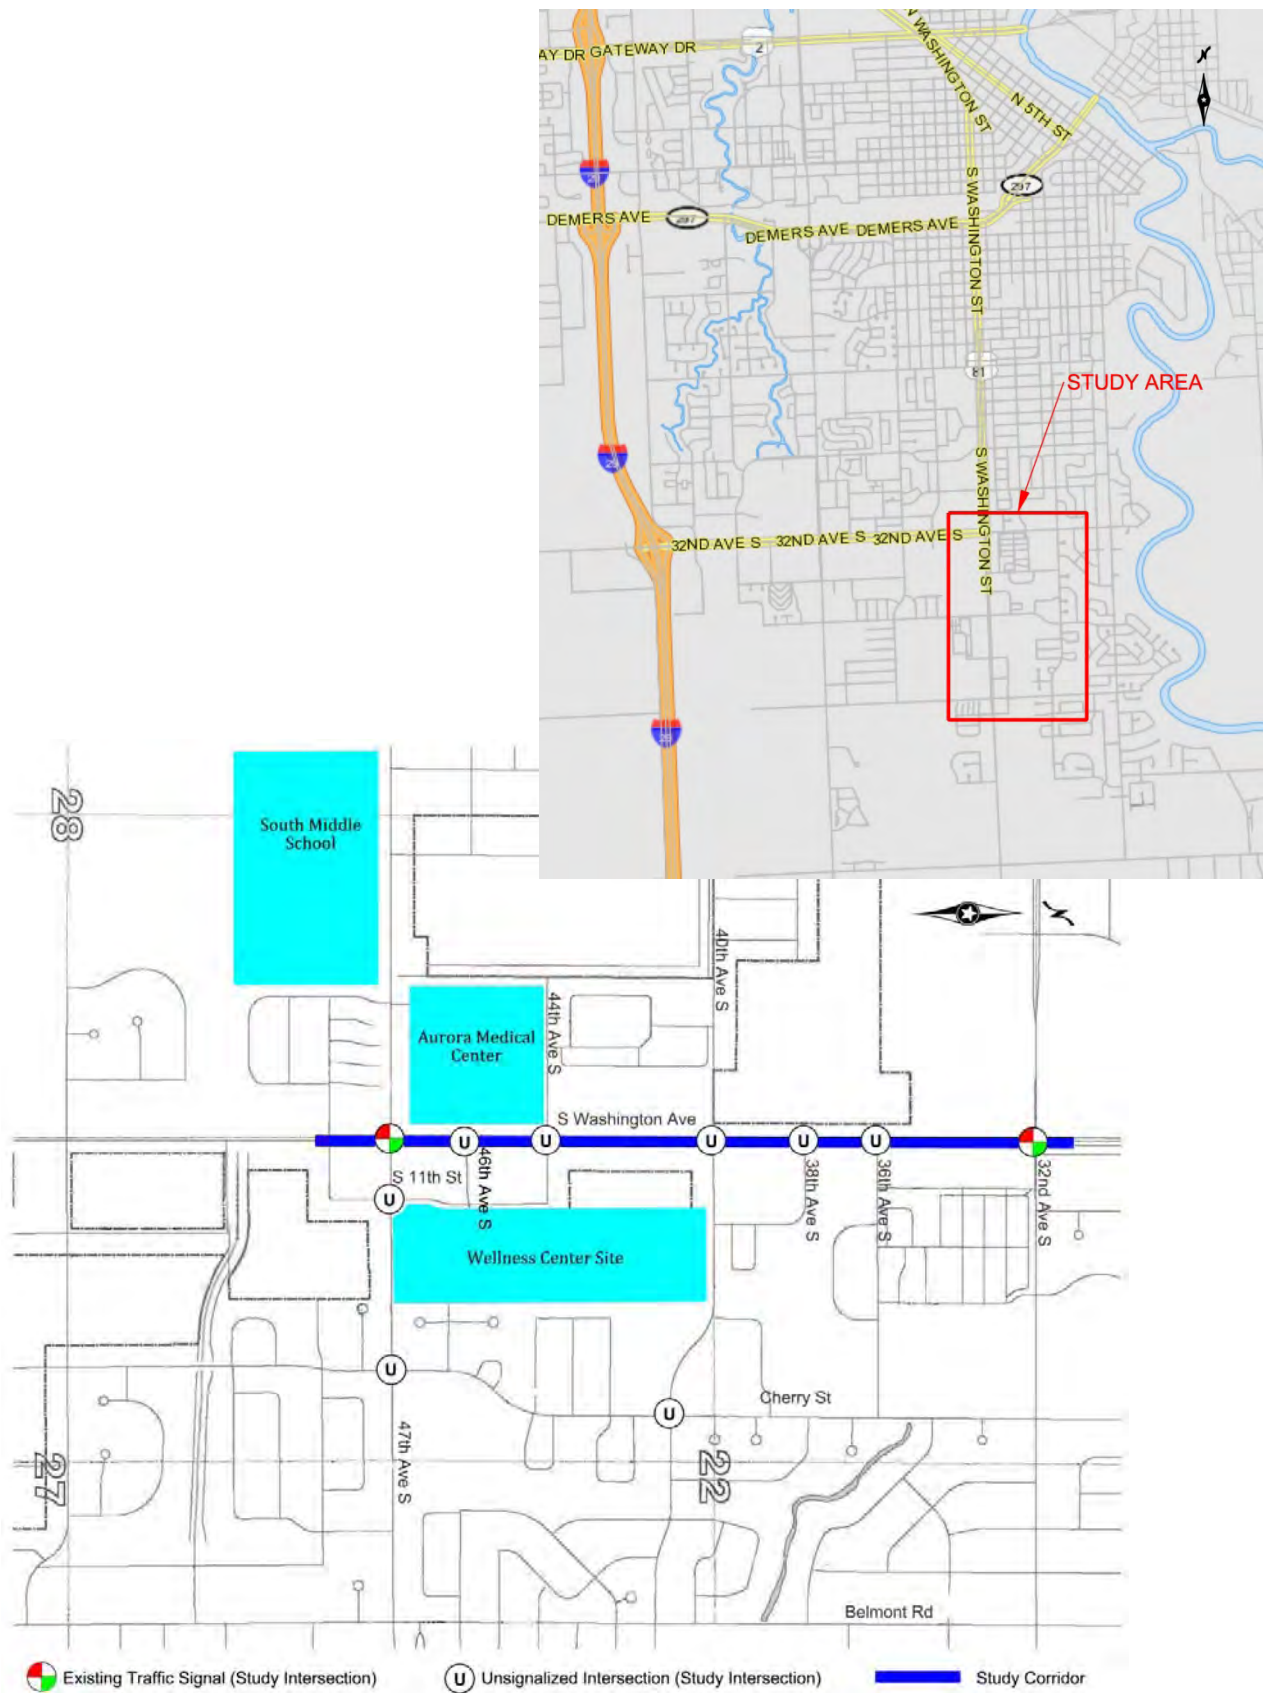 AY DR GATEWAY DR
2
N WASHINGTON ST
N 5TH ST
29
297
DEMERS AVE
297
DEMERS AVE DEMERS AVE
S WASHINGTON ST
81
STUDY AREA
29
S WASHINGTON ST
32ND AVE S 32ND AVE S 32ND AVE S
29
28
South Middle
School
40th Ave S
44th Ave S
Aurora Medical
Center
S Washington Ave
U
U
U
U
U
S 11th St
46th Ave S
38th Ave S
36th Ave S
32nd Ave S
U
Wellness Center Site
U
Cherry St
U
47th Ave S
27
22
Belmont Rd
Existing Traffic Signal (Study Intersection)
U Unsignalized Intersection (Study Intersection)
Study Corridor